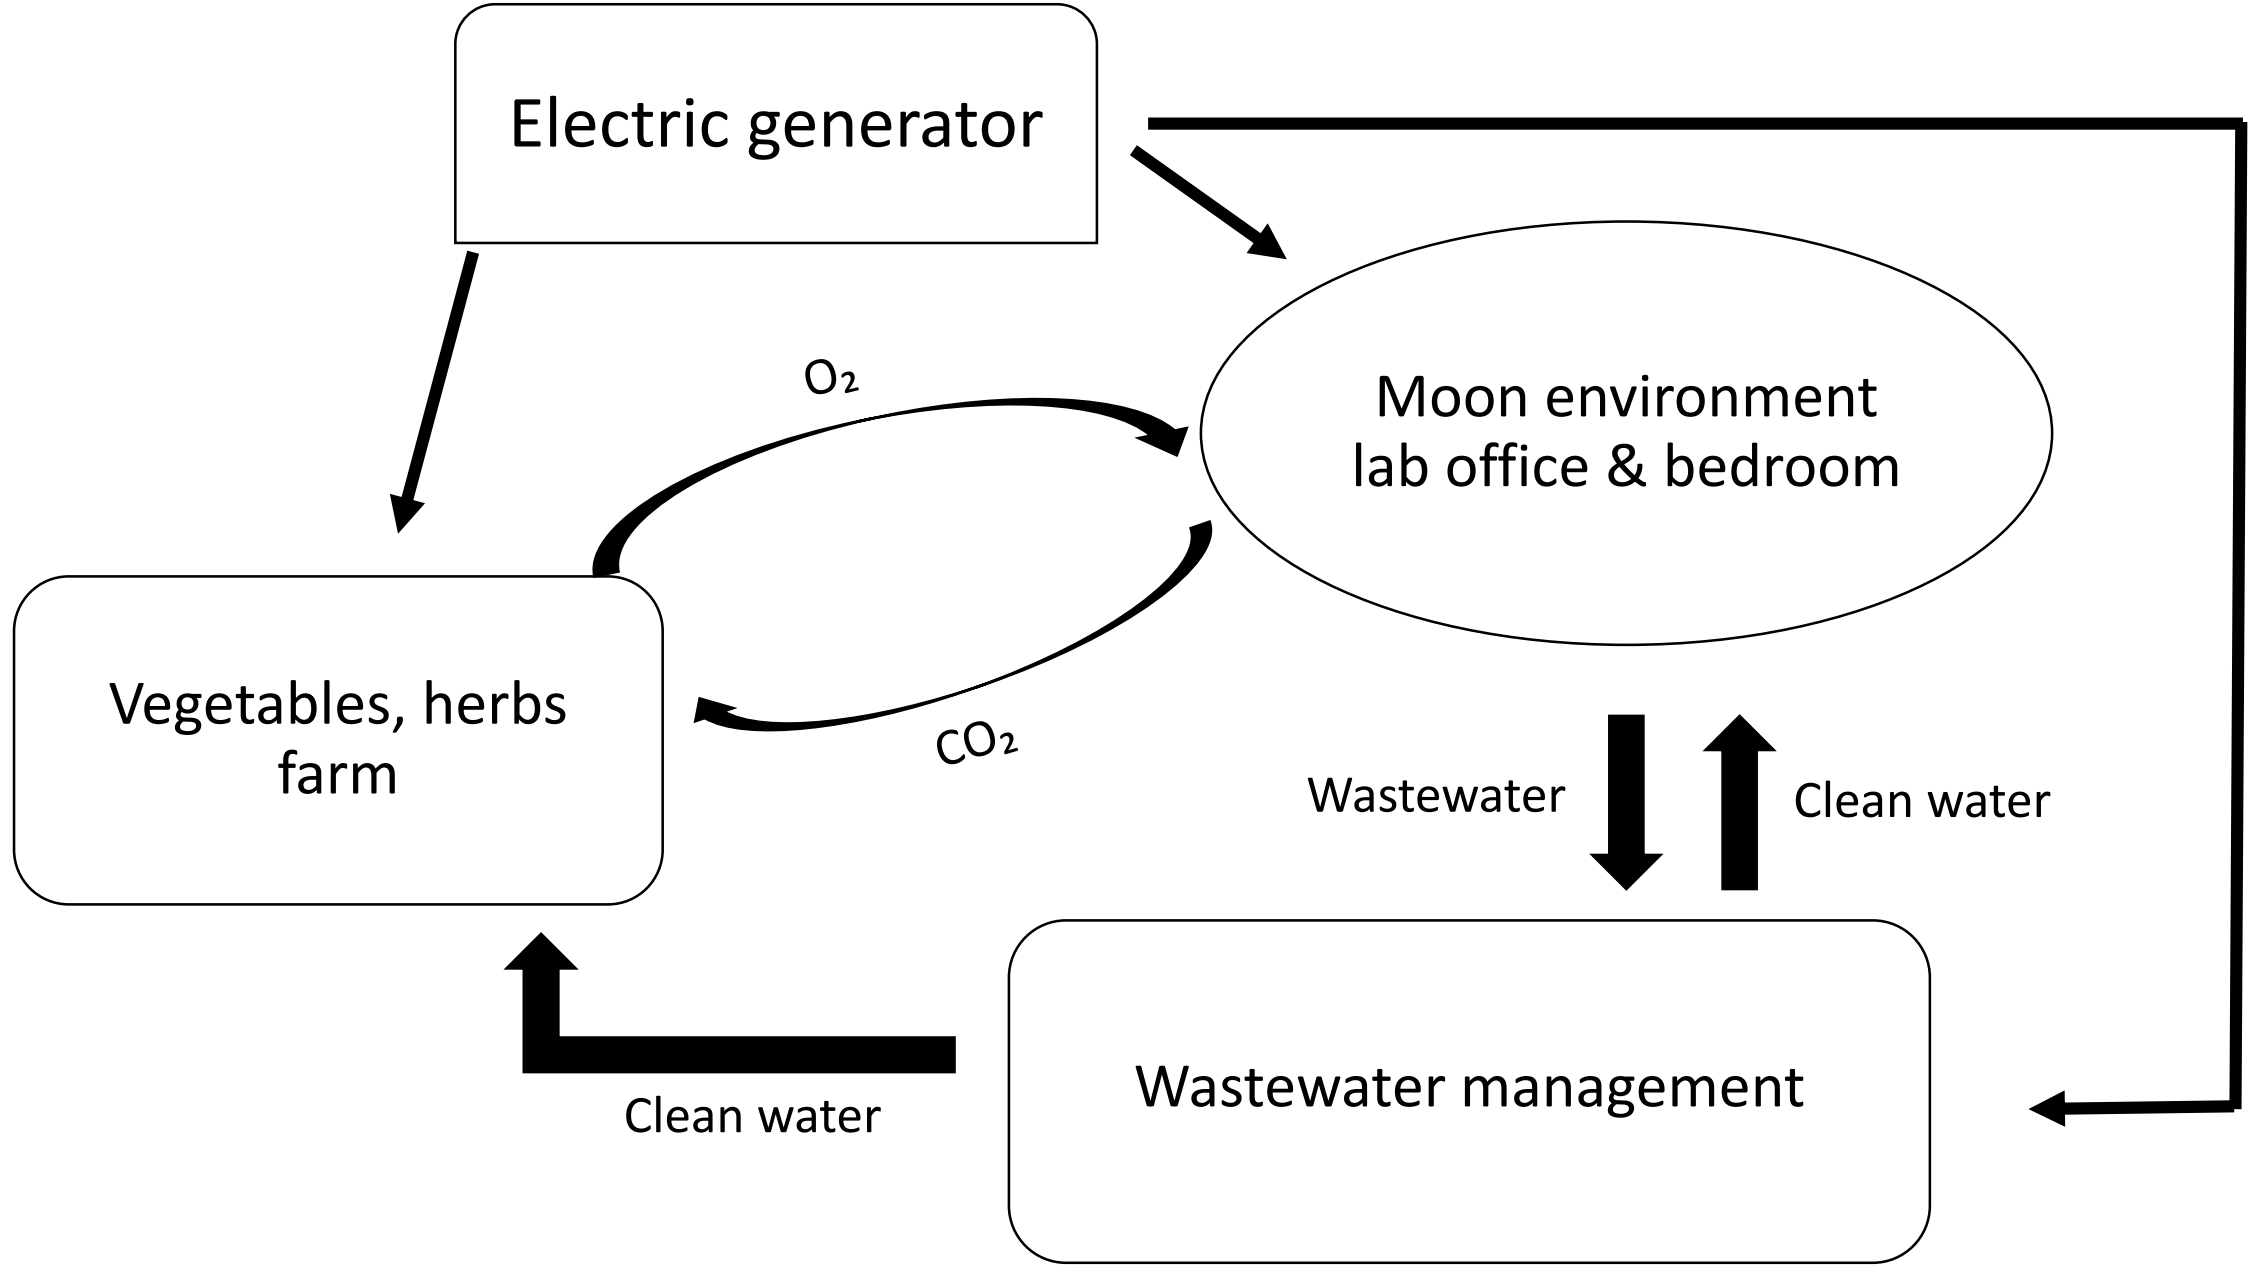 Electric generator
O₂
Moon environment
lab office & bedroom
Vegetables, herbs
farm
CO₂
Wastewater
Clean water
Clean water
Wastewater management